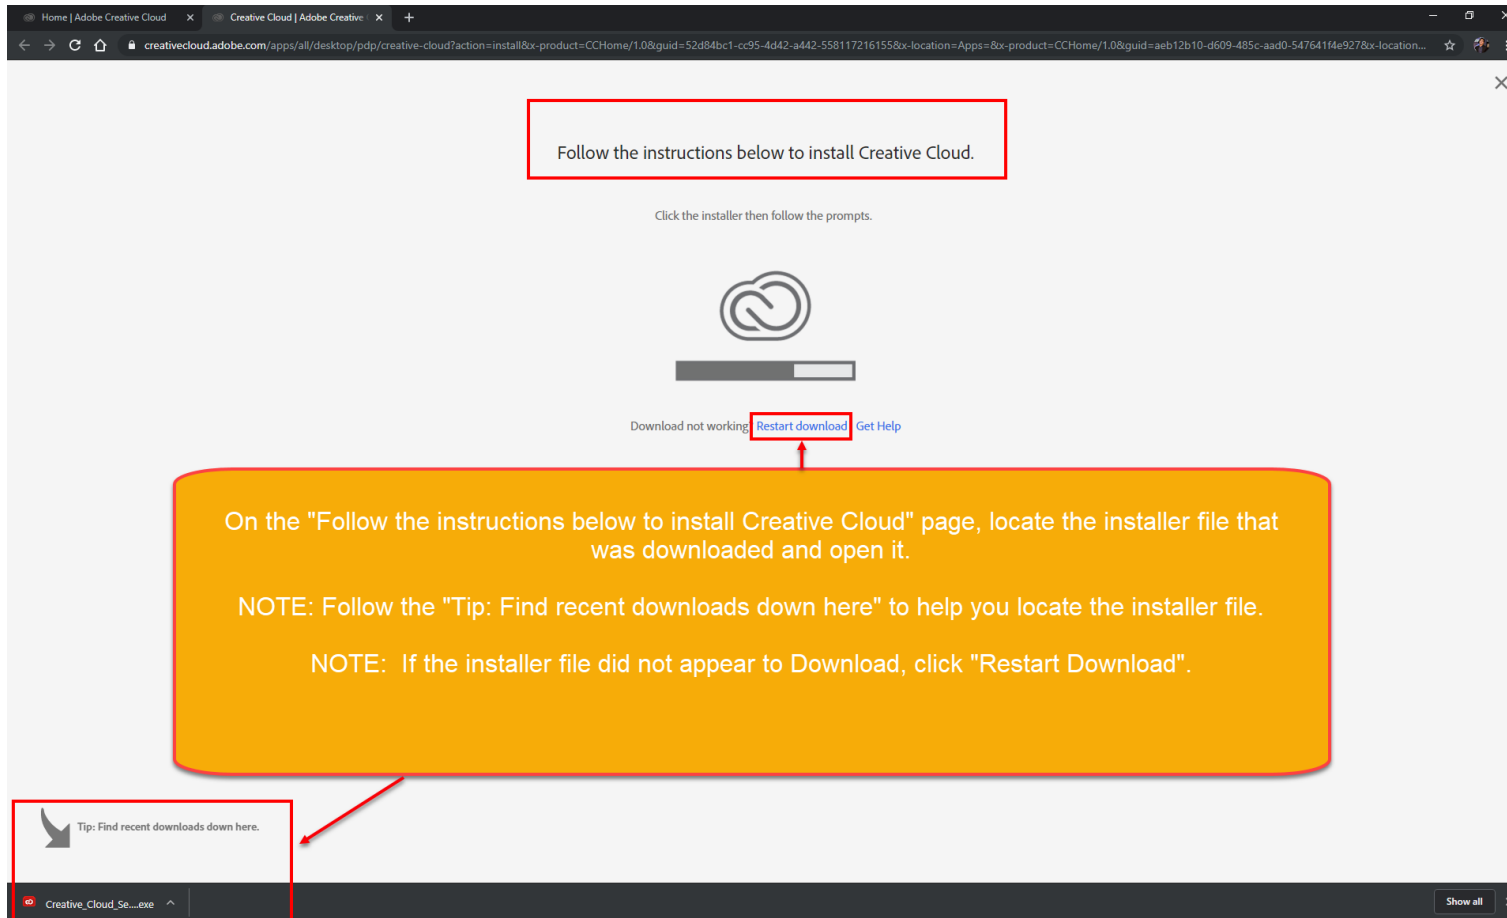 Home | Adobe Creative Cloud
Creative Cloud | Adobe Creative
creativecloud.adobe.com/apps/all/desktop/pdp/creative-cloud?action=install&x-product=CCHome/1.0&guid=52d84bc1-cc95-4d42-a442-558117216155&x-location=Apps=&x-product=CCHome/1.0&guid=aeb12b10-d609-485c-aad0-547641f4e927&x-location...
Follow the instructions below to install Creative Cloud.
Click the installer then follow the prompts.
Download not working Restart download Get Help
On the "Follow the instructions below to install Creative Cloud" page, locate the installer file that
was downloaded and open it.
NOTE: Follow the "Tip: Find recent downloads down here" to help you locate the installer file.
NOTE: If the installer file did not appear to Download, click "Restart Download".
Tip: Find recent downloads down here.
Creative_Cloud_Se....exe
Show all